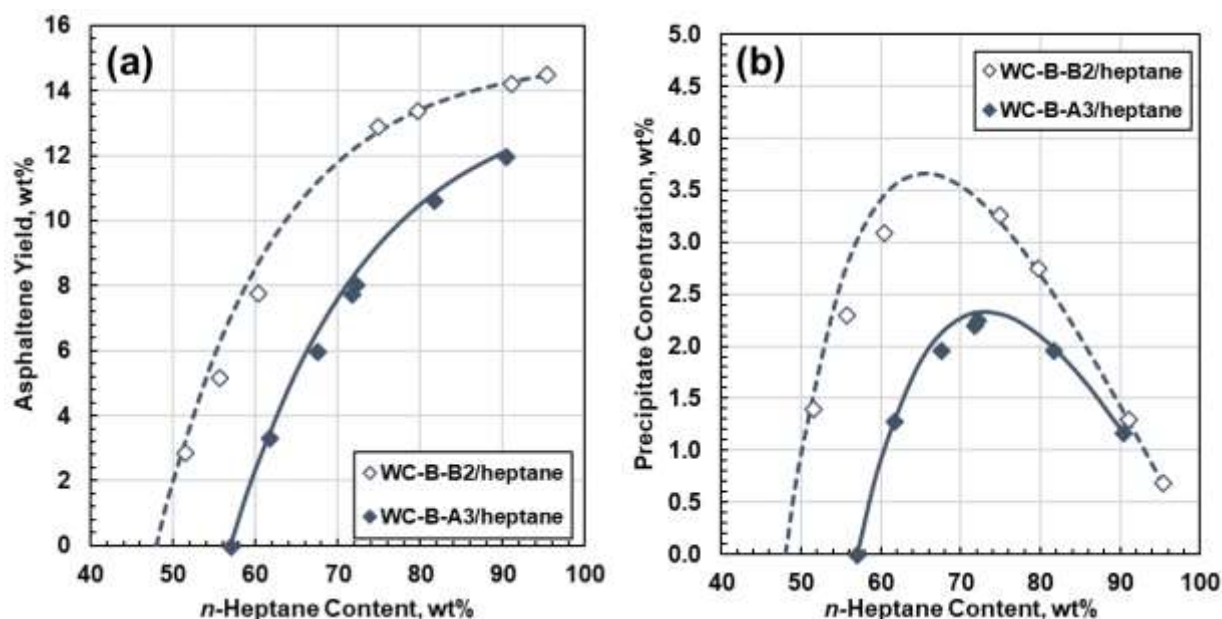 (a)
Asphaltene Yield, wt%
16
14
12
10
8
6
4
2
0
40 50 60 70 80 90 100
n-Heptane Content, wt%
WC-B-B2/heptane
WC-B-A3/heptane
(b)
Precipitate Concentration, wt%
5.0
4.5
4.0
3.5
3.0
2.5
2.0
1.5
1.0
0.5
0.0
40 50 60 70 80 90 100
n-Heptane Content, wt%
WC-B-B2/heptane
WC-B-A3/heptane